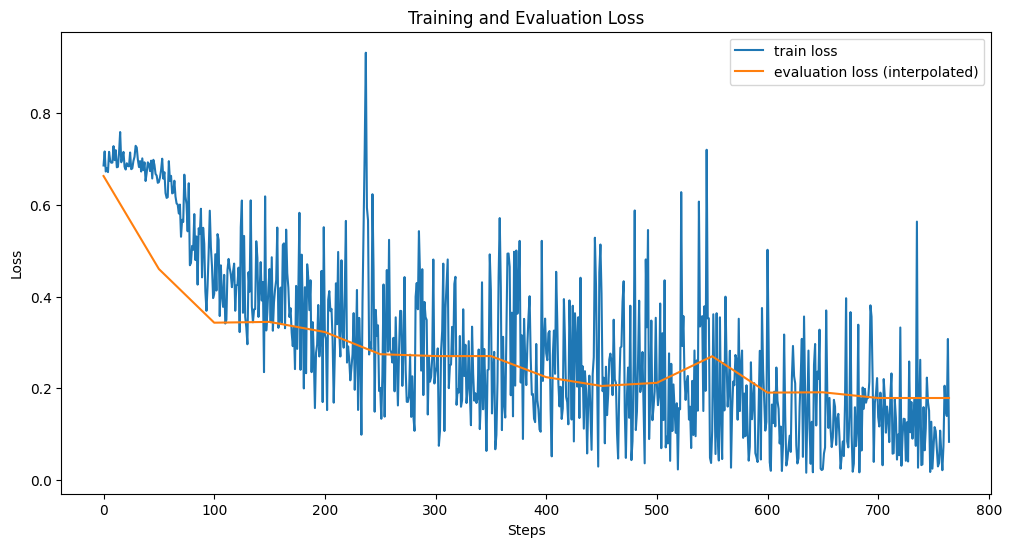 Training and Evaluation Loss
train loss
evaluation loss (interpolated)
Loss
0.8
0.6
0.4
0.2
0.0
0 100 200 300 400 500 600 700 800
Steps